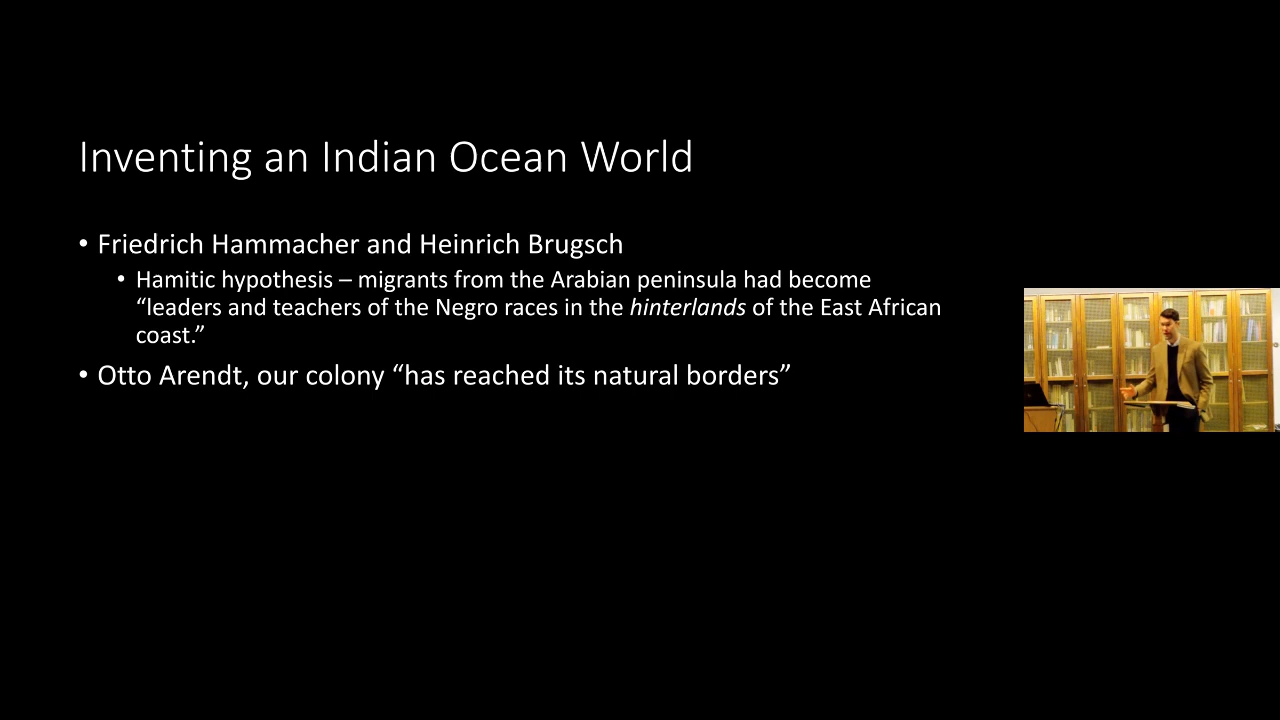 Inventing an Indian Ocean World
• Friedrich Hammacher and Heinrich Brugsch
• Hamitic hypothesis – migrants from the Arabian peninsula had become
“leaders and teachers of the Negro races in the hinterlands of the East African
coast.”
• Otto Arendt, our colony “has reached its natural borders”